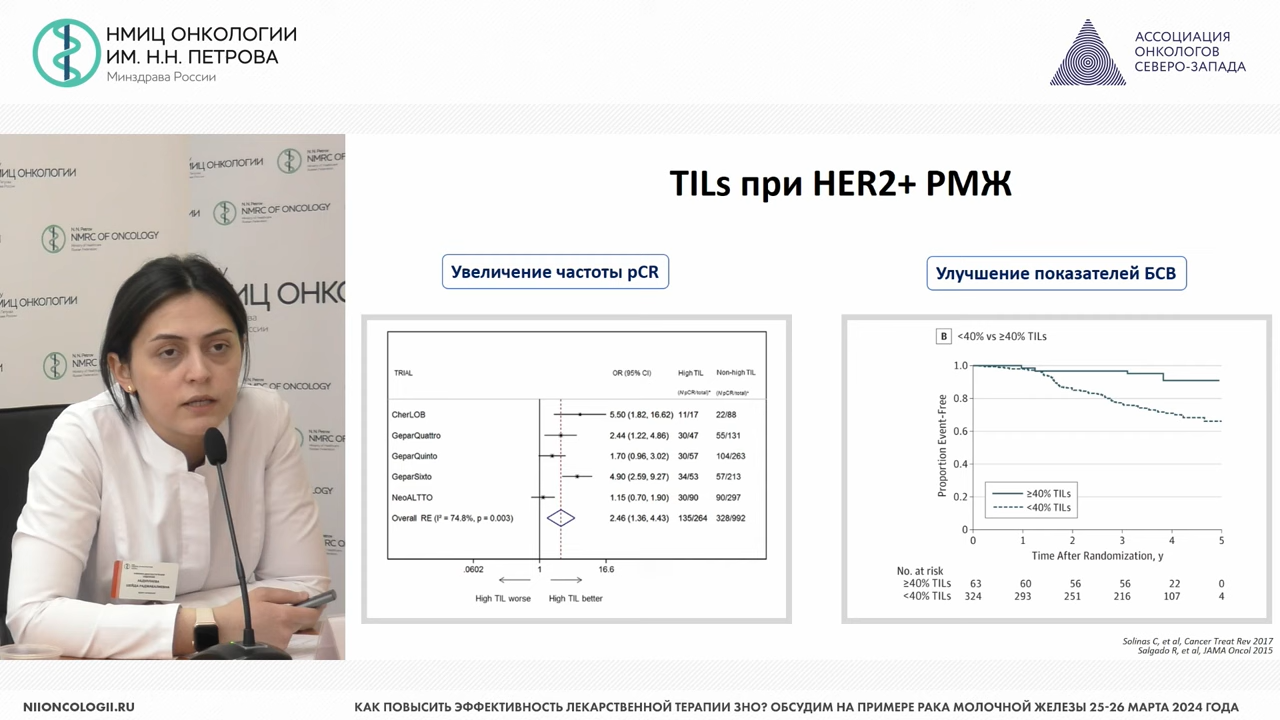 НМИЦ ОНКОЛОГИИ
ИМ. Н.Н. ПЕТРОВА
Минздрава России
АССОЦИАЦИЯ
ОНКОЛОГОВ
СЕВЕРО-ЗАПАДА
NMRC OF ONCOLOGY
NMRC OF ONCOLOGY
TILs при HER2+ РМЖ
Увеличение частоты pCR
TRIAL OR (95% CI) High TIL Non-high TIL
(N pCR/total)* (N pCR/total)*
CherLOB 5.50 (1.82, 16.62) 11/17 22/88
GeparQuattro 2.44 (1.22, 4.86) 30/47 55/131
GeparQuinto 1.70 (0.96, 3.02) 30/57 104/263
GeparSixto 4.90 (2.59, 9.27) 34/53 57/213
NeoALTTO 1.15 (0.70, 1.90) 30/90 90/297
Overall RE (I² = 74.8%, p = 0.003) 2.46 (1.36, 4.43) 135/264 328/992
.0602 1 16.6
High TIL worse High TIL better
Улучшение показателей БСВ
B <40% vs ≥40% TILs
Proportion Event-Free
1.0
0.8
0.6
0.4
0.2
0
≥40% TILs
<40% TILs
0 1 2 3 4 5
Time After Randomization, y
No. at risk
≥40% TILs 63 60 56 56 22 0
<40% TILs 324 293 251 216 107 4
Solinas C, et al, Cancer Treat Rev 2017
Salgado R, et al, JAMA Oncol 2015
NIIONCOLOGII.RU
КАК ПОВЫСИТЬ ЭФФЕКТИВНОСТЬ ЛЕКАРСТВЕННОЙ ТЕРАПИИ ЗНО? ОБСУДИМ НА ПРИМЕРЕ РАКА МОЛОЧНОЙ ЖЕЛЕЗЫ 25-26 МАРТА 2024 ГОДА